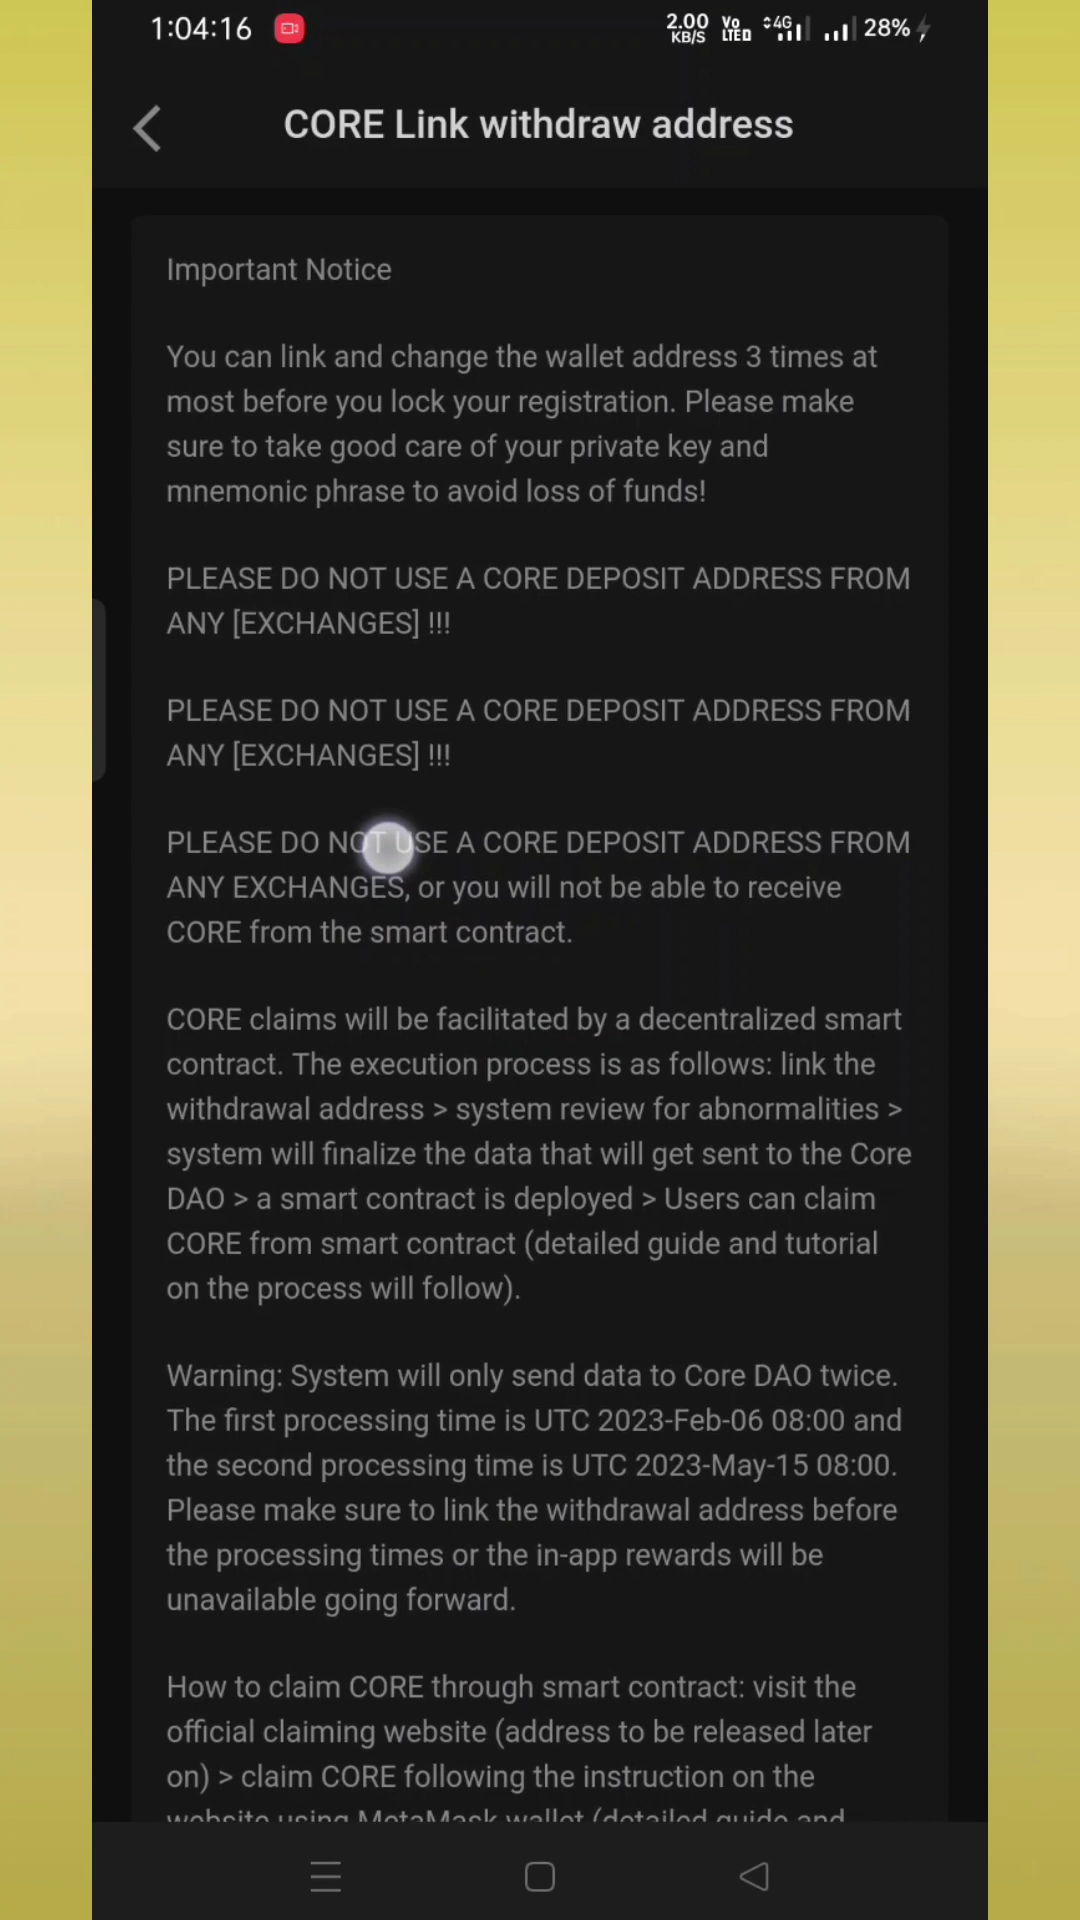 1:04:16
2.00 KB/S Vo LTED 4G 28%
CORE Link withdraw address
Important Notice
You can link and change the wallet address 3 times at
most before you lock your registration. Please make
sure to take good care of your private key and
mnemonic phrase to avoid loss of funds!
PLEASE DO NOT USE A CORE DEPOSIT ADDRESS FROM
ANY [EXCHANGES] !!!
PLEASE DO NOT USE A CORE DEPOSIT ADDRESS FROM
ANY [EXCHANGES] !!!
PLEASE DO NOT USE A CORE DEPOSIT ADDRESS FROM
ANY EXCHANGES, or you will not be able to receive
CORE from the smart contract.
CORE claims will be facilitated by a decentralized smart
contract. The execution process is as follows: link the
withdrawal address > system review for abnormalities >
system will finalize the data that will get sent to the Core
DAO > a smart contract is deployed > Users can claim
CORE from smart contract (detailed guide and tutorial
on the process will follow).
Warning: System will only send data to Core DAO twice.
The first processing time is UTC 2023-Feb-06 08:00 and
the second processing time is UTC 2023-May-15 08:00.
Please make sure to link the withdrawal address before
the processing times or the in-app rewards will be
unavailable going forward.
How to claim CORE through smart contract: visit the
official claiming website (address to be released later
on) > claim CORE following the instruction on the
website using MetaMask wallet (detailed guide and